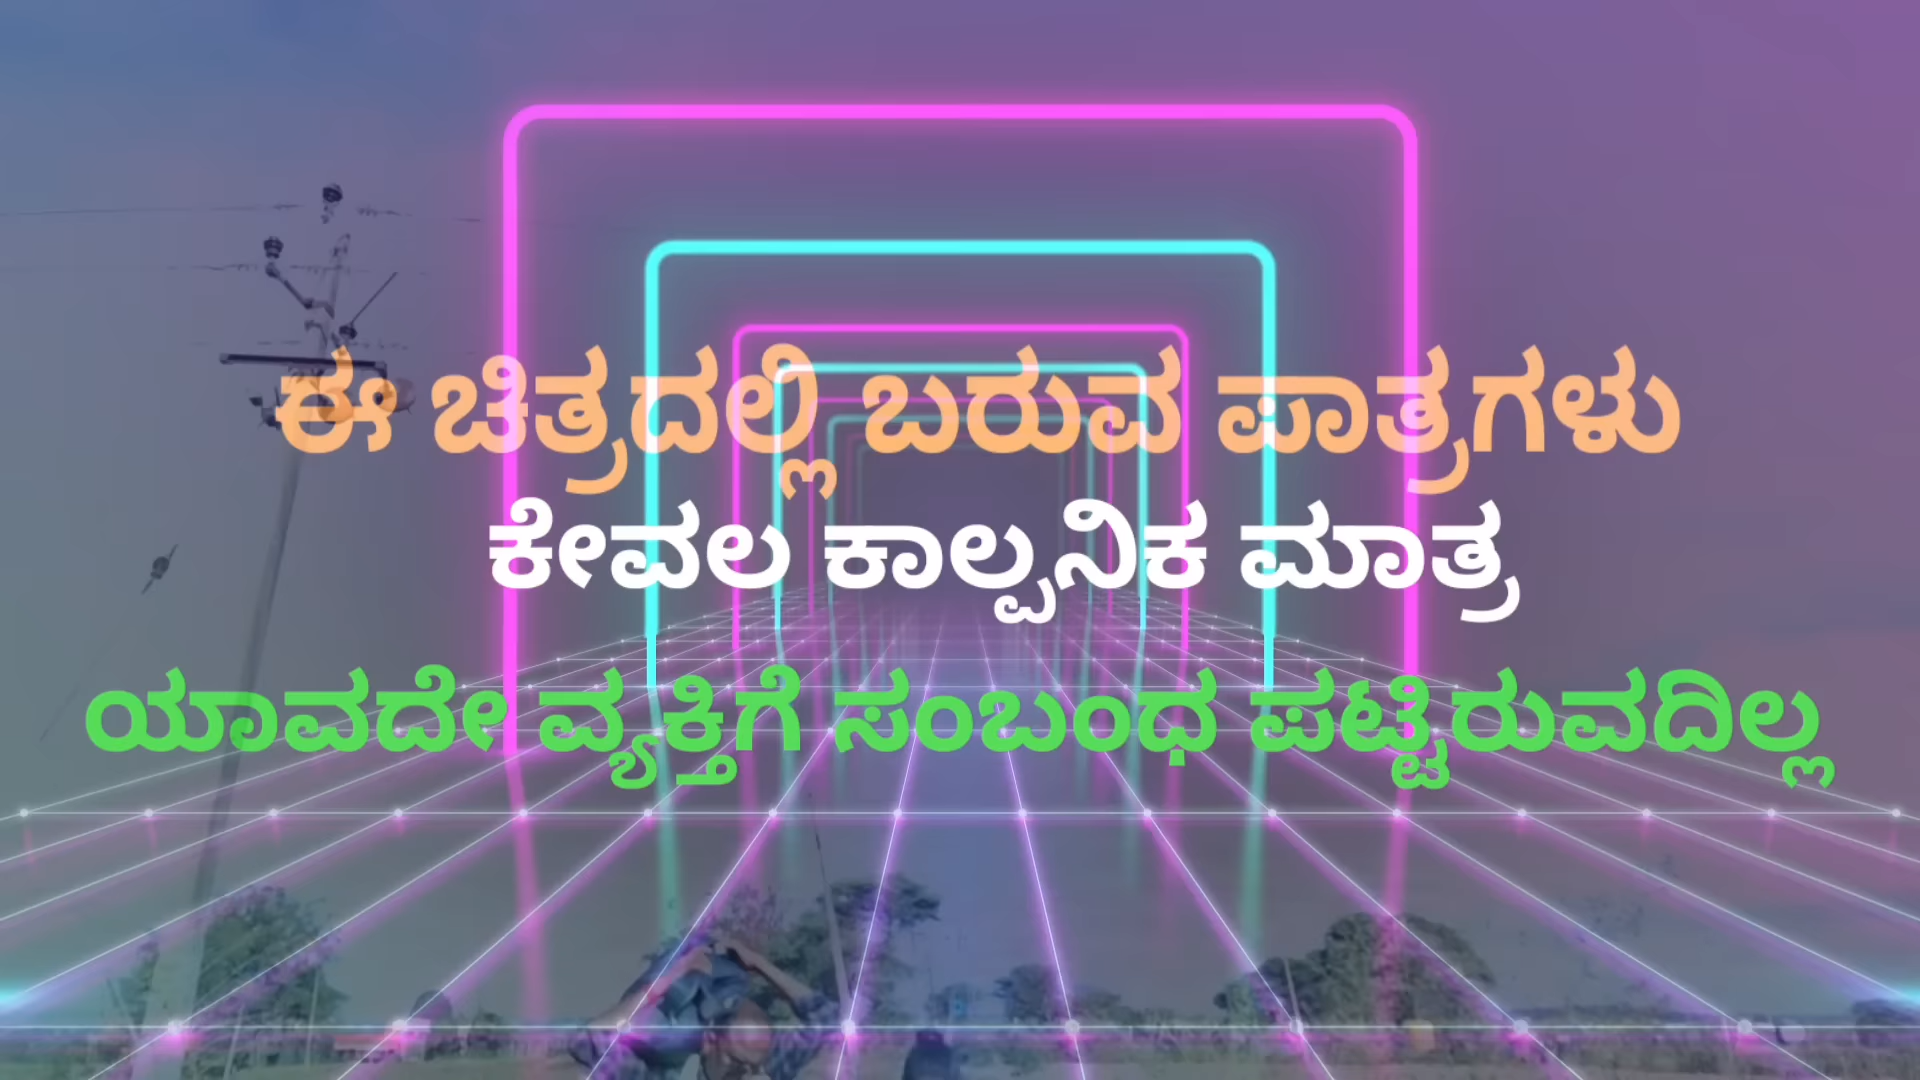 ಈ ಚಿತ್ರದಲ್ಲಿ ಬರುವ ಪಾತ್ರಗಳು
ಕೇವಲ ಕಾಲ್ಪನಿಕ ಮಾತ್ರ
ಯಾವದೇ ವ್ಯಕ್ತಿಗೆ ಸಂಬಂಧ ಪಟ್ಟಿರುವದಿಲ್ಲ